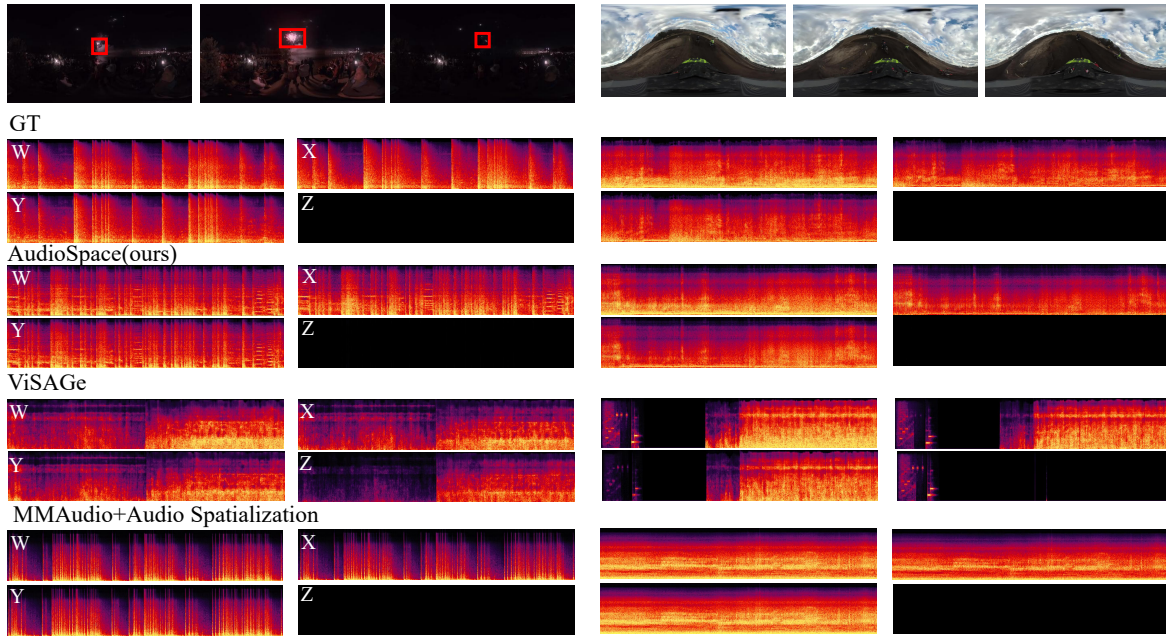 GT
W X
Y Z
AudioSpace(ours)
W X
Y Z
ViSAGe
W X
Y Z
MMAudio+Audio Spatialization
W X
Y Z